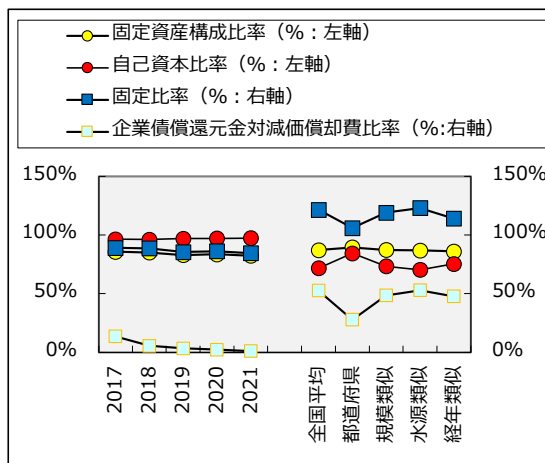 固定資産構成比率（%：左軸）
自己資本比率（%：左軸）
固定比率（%：右軸）
企業債償還元金対減価償却費比率（%:右軸）
150%
150%
100%
100%
50%
50%
0%
0%
2017
2018
2019
2020
2021
全国平均
都道府県
規模類似
水源類似
経年類似